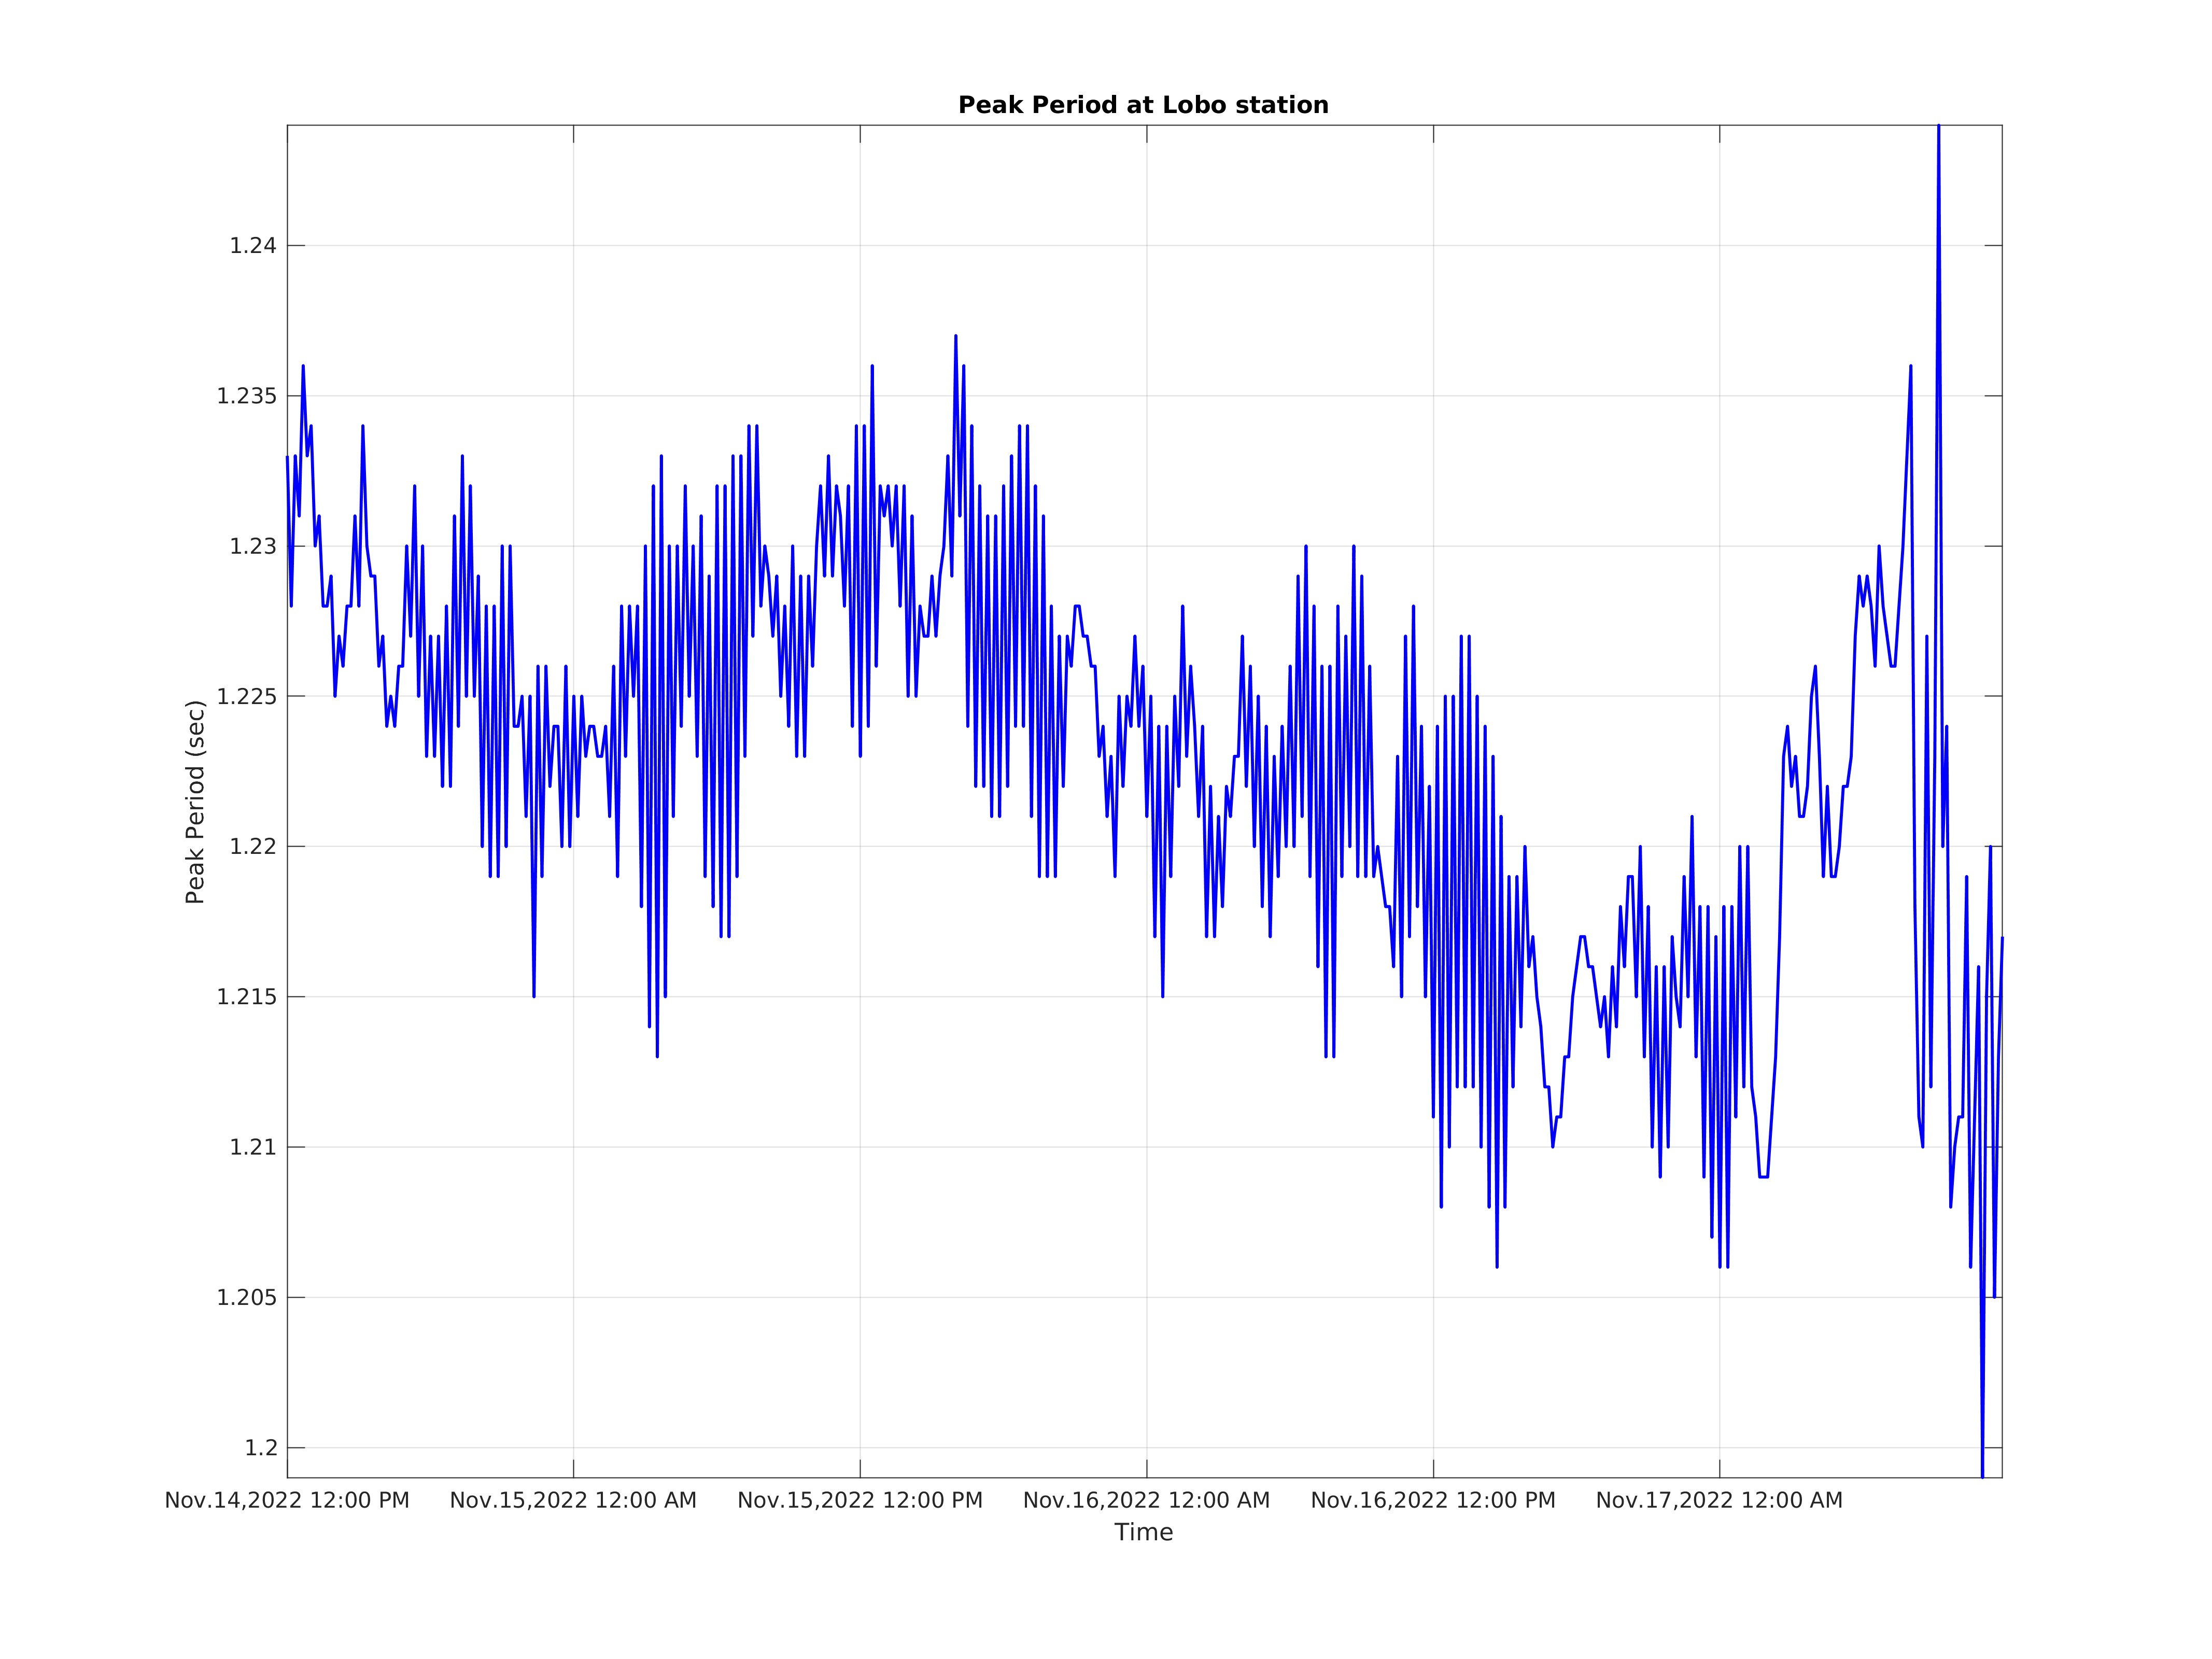 Peak Period at Lobo station
1.24
1.235
1.23
1.225
1.22
1.215
1.21
1.205
1.2
Peak Period (sec)
Nov.14,2022 12:00 PM Nov.15,2022 12:00 AM Nov.15,2022 12:00 PM Nov.16,2022 12:00 AM Nov.16,2022 12:00 PM Nov.17,2022 12:00 AM
Time